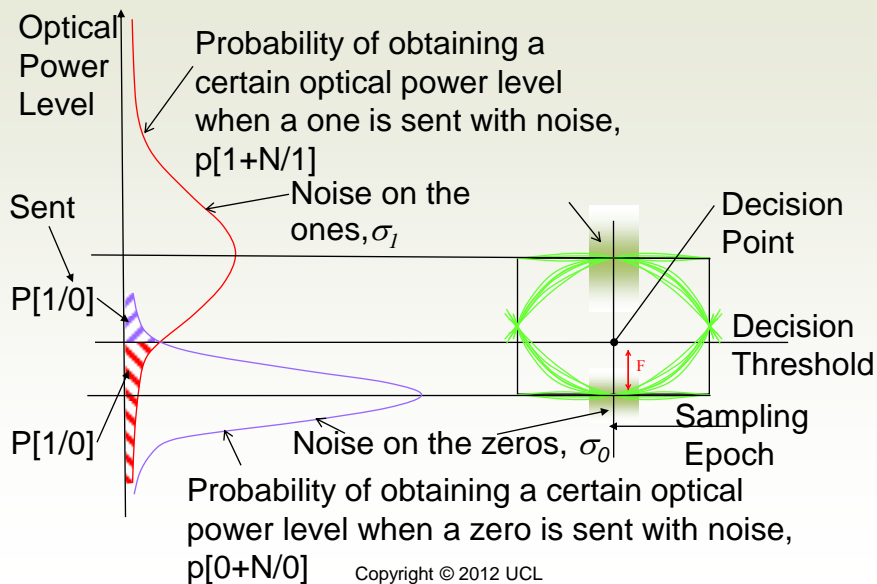 Optical
Power
Level
Probability of obtaining a
certain optical power level
when a one is sent with noise,
p[1+N/1]
Noise on the
ones,σ1
Sent
P[1/0]
P[1/0]
Decision
Point
Decision
Threshold
F
Noise on the zeros, σ0
Sampling
Epoch
Probability of obtaining a certain optical
power level when a zero is sent with noise,
p[0+N/0]
Copyright © 2012 UCL